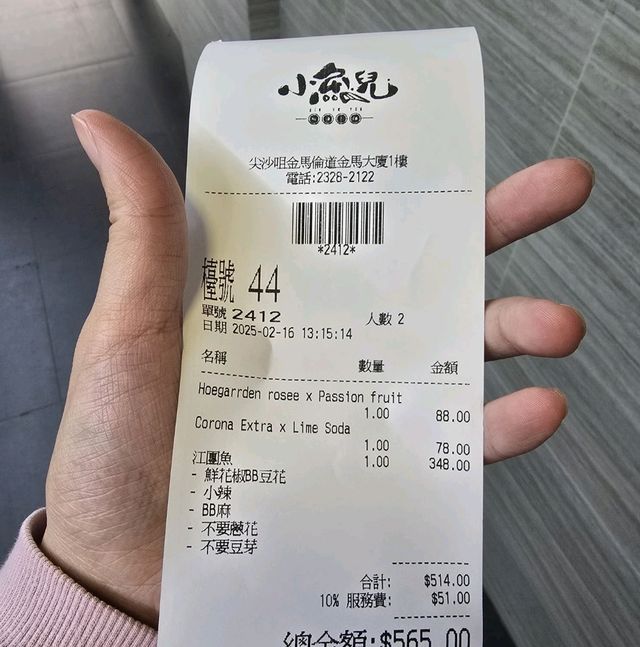 小魚兒
尖沙咀金馬倫道金馬大廈1樓
電話:2328-2122
*2412*
檯號 44
單號 2412
人數 2
日期 2025-02-16 13:15:14
名稱 數量 金額
Hoegarrden rosee x Passion fruit
1.00 88.00
Corona Extra x Lime Soda
1.00 78.00
江團魚 1.00 348.00
- 鮮花椒BB豆花
- 小辣
- BB麻
- 不要蔥花
- 不要豆芽
合計: $514.00
10% 服務費: $51.00
總金額:$565.00